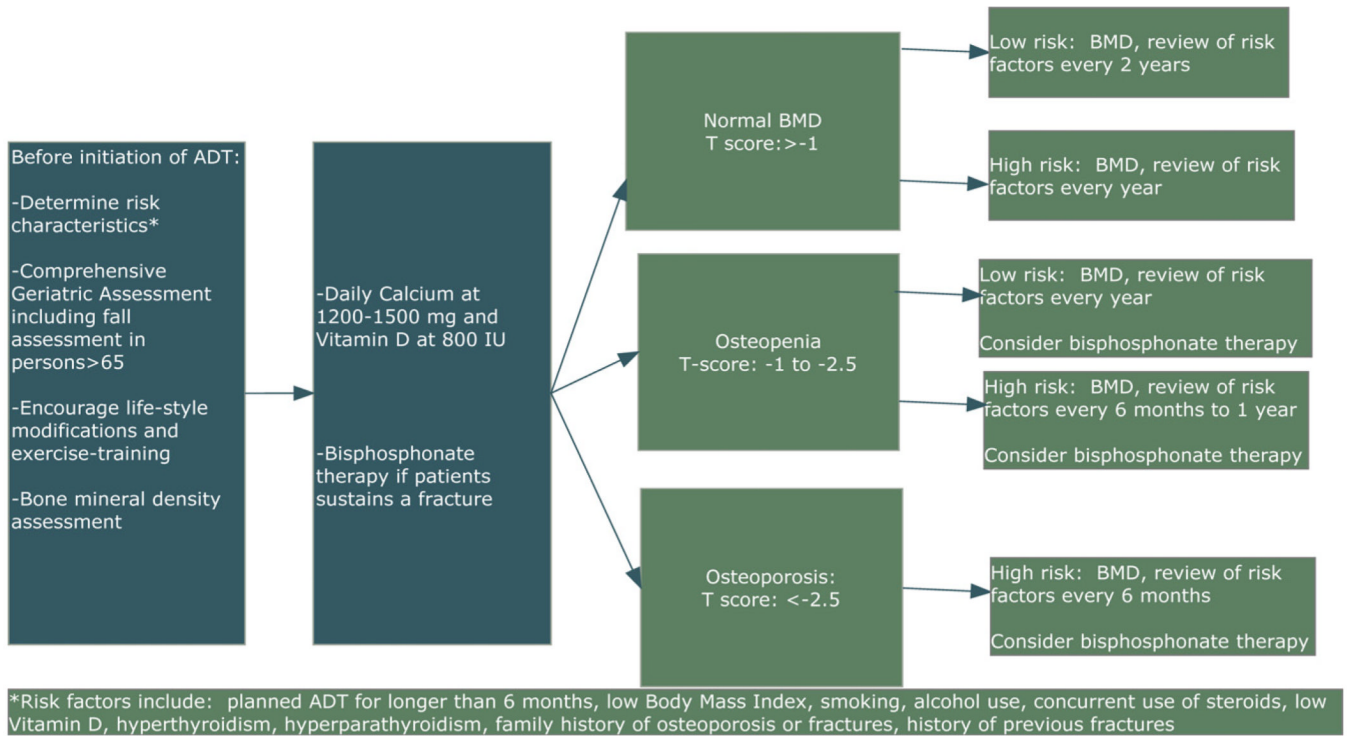 Before initiation of ADT:
-Determine risk
characteristics*
-Comprehensive
Geriatric Assessment
including fall
assessment in
persons>65
-Encourage life-style
modifications and
exercise-training
-Bone mineral density
assessment
-Daily Calcium at
1200-1500 mg and
Vitamin D at 800 IU
-Bisphosphonate
therapy if patients
sustains a fracture
Normal BMD
T score:>-1
Low risk:  BMD, review of risk
factors every 2 years
High risk:  BMD, review of risk
factors every year
Osteopenia
T-score: -1 to -2.5
Low risk:  BMD, review of risk
factors every year
Consider bisphosphonate therapy
High risk:  BMD, review of risk
factors every 6 months to 1 year
Consider bisphosphonate therapy
Osteoporosis:
T score: <-2.5
High risk:  BMD, review of risk
factors every 6 months
Consider bisphosphonate therapy
*Risk factors include:  planned ADT for longer than 6 months, low Body Mass Index, smoking, alcohol use, concurrent use of steroids, low
Vitamin D, hyperthyroidism, hyperparathyroidism, family history of osteoporosis or fractures, history of previous fractures